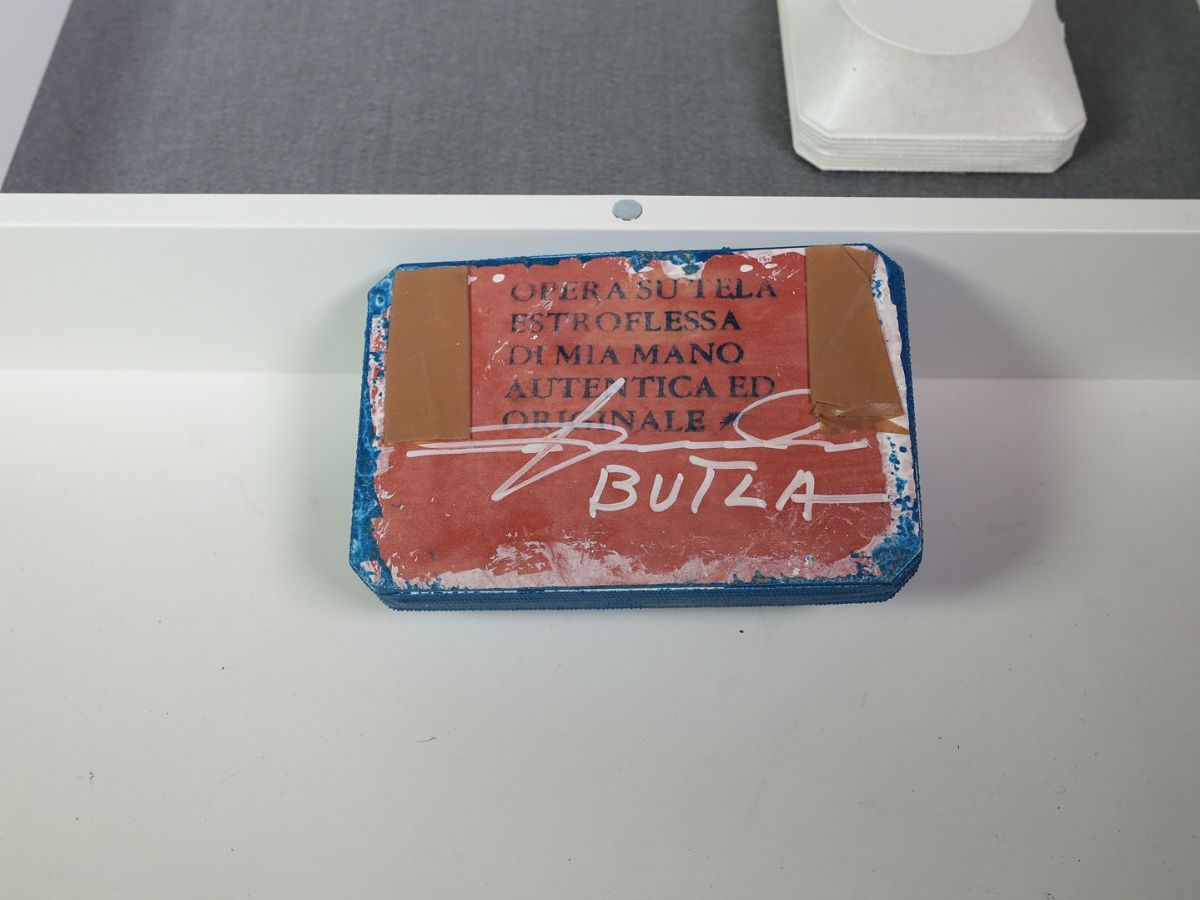 OPERA SU TELA
ESTROFLESSA
DI MIA MANO
AUTENTICA ED
ORIGINALE
BUTLA